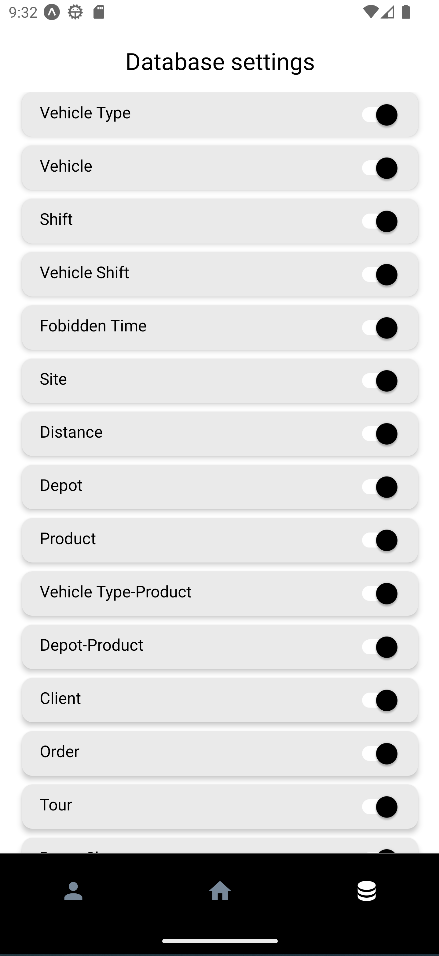 9:32
Database settings
Vehicle Type
Vehicle
Shift
Vehicle Shift
Fobidden Time
Site
Distance
Depot
Product
Vehicle Type-Product
Depot-Product
Client
Order
Tour